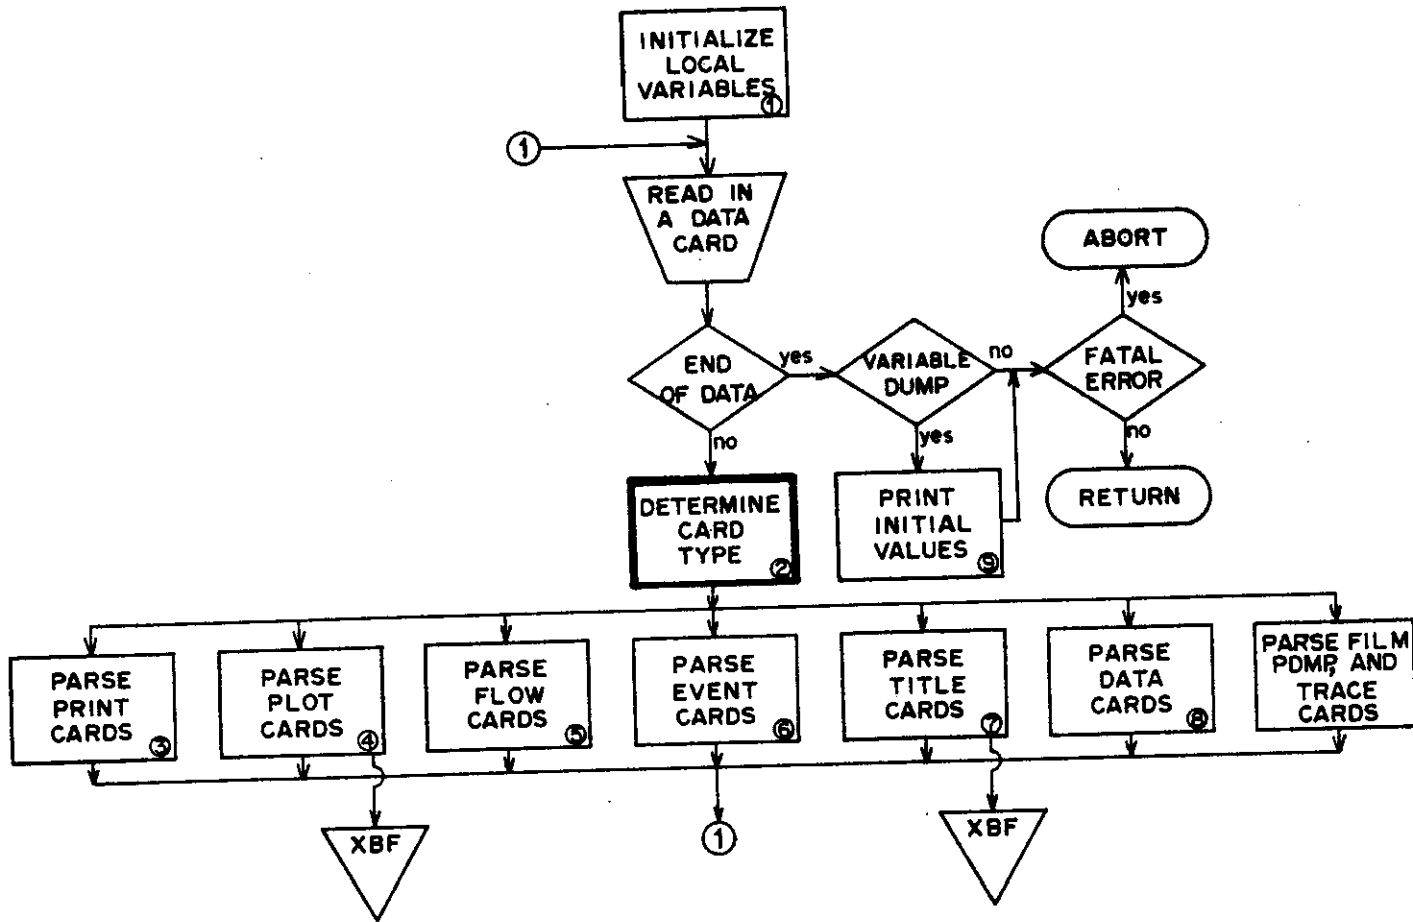 INITIALIZE
LOCAL
VARIABLES
①
①
READ IN
A DATA
CARD
ABORT
yes
END
OF DATA
yes
VARIABLE
DUMP
no
FATAL
ERROR
no
yes
no
DETERMINE
CARD
TYPE
②
PRINT
INITIAL
VALUES
⑨
RETURN
PARSE
PRINT
CARDS
③
PARSE
PLOT
CARDS
④
PARSE
FLOW
CARDS
⑤
PARSE
EVENT
CARDS
⑥
PARSE
TITLE
CARDS
⑦
PARSE
DATA
CARDS
⑧
PARSE FILM
PDMP, AND
TRACE
CARDS
XBF
①
XBF